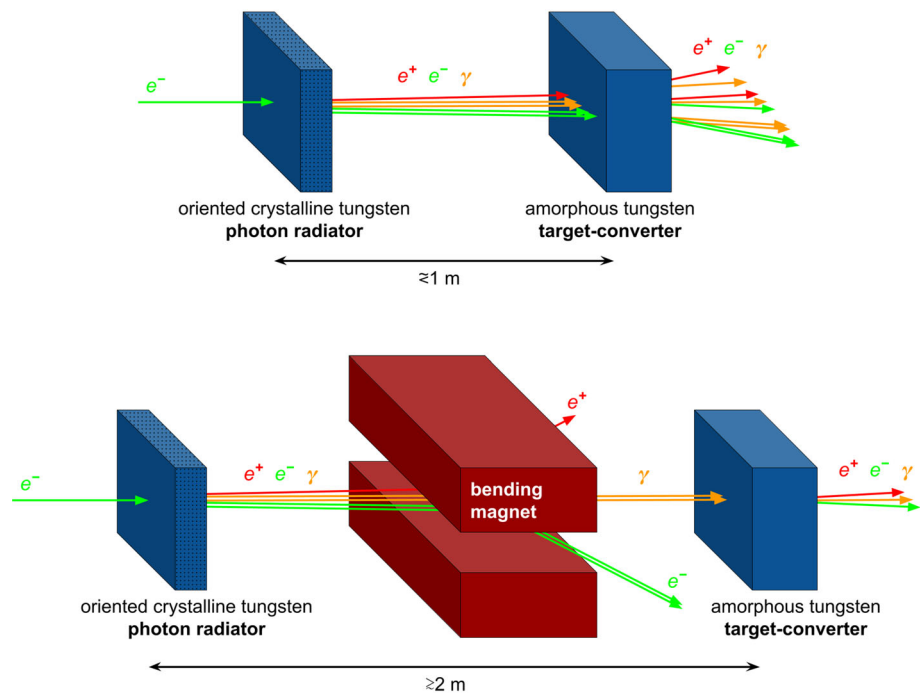 e⁻
e⁺ e⁻ γ
e⁺ e⁻ γ
oriented crystalline tungsten
photon radiator
amorphous tungsten
target-converter
≷1 m
e⁺
e⁻
e⁺ e⁻ γ
bending
magnet
γ
e⁺ e⁻ γ
e⁻
oriented crystalline tungsten
photon radiator
amorphous tungsten
target-converter
≳2 m